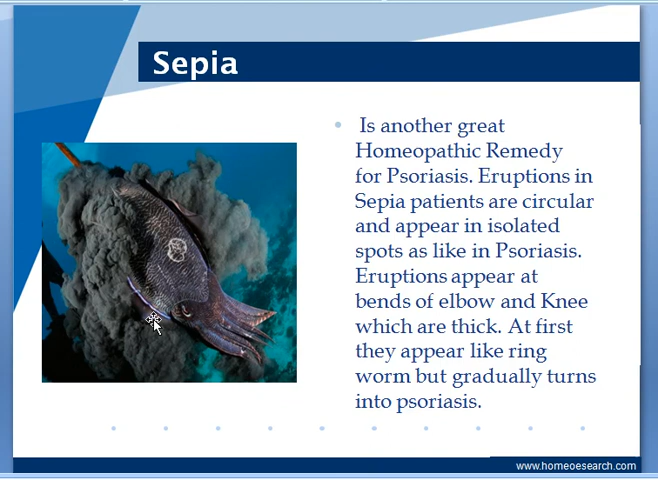 Sepia
Is another great
Homeopathic Remedy
for Psoriasis. Eruptions in
Sepia patients are circular
and appear in isolated
spots as like in Psoriasis.
Eruptions appear at
bends of elbow and Knee
which are thick. At first
they appear like ring
worm but gradually turns
into psoriasis.
www.homeoesearch.com